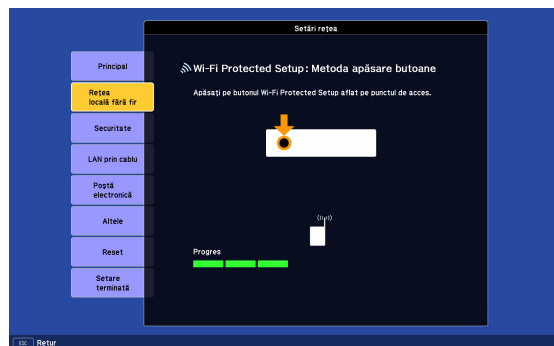 Setări rețea
Principal
Rețea
locală fără fir
Securitate
LAN prin cablu
Poștă
electronică
Altele
Reset
Setare
terminată
Wi-Fi Protected Setup: Metoda apăsare butoane
Apăsați pe butonul Wi-Fi Protected Setup aflat pe punctul de acces.
Progres
ESC Retur